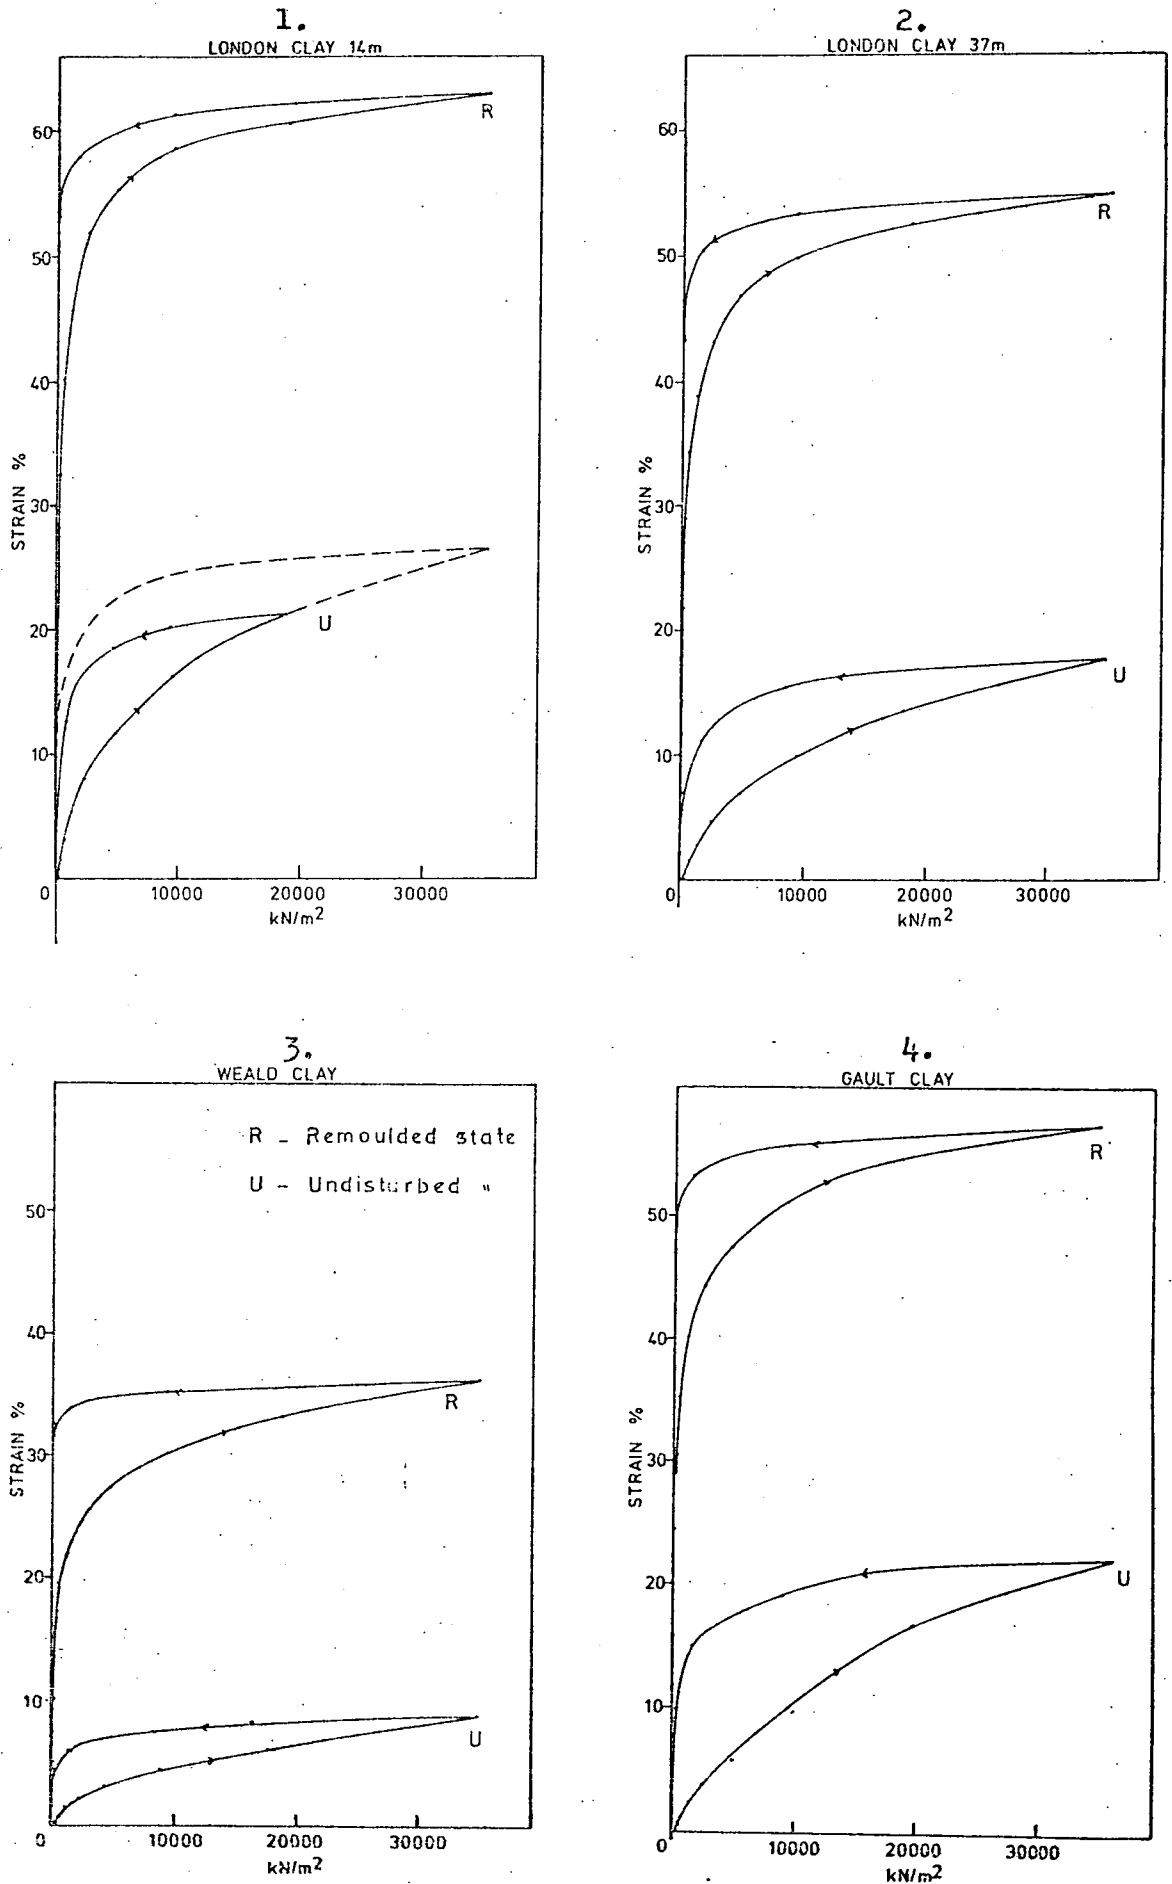 1.
LONDON CLAY 14m
60
50
40
30
20
10
0
STRAIN %
R
U
10000 20000 30000
kN/m²
2.
LONDON CLAY 37m
60
50
40
30
20
10
0
STRAIN %
R
U
10000 20000 30000
kN/m²
3.
WEALD CLAY
R - Remoulded state
U - Undisturbed "
50
40
30
20
10
0
STRAIN %
R
U
10000 20000 30000
kN/m²
4.
GAULT CLAY
50
40
30
20
10
0
STRAIN %
R
U
10000 20000 30000
kN/m²